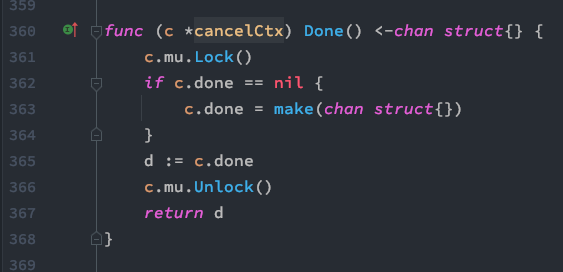 359
360 func (c *cancelCtx) Done() <-chan struct{} {
361 c.mu.Lock()
362 if c.done == nil {
363 c.done = make(chan struct{})
364 }
365 d := c.done
366 c.mu.Unlock()
367 return d
368 }
369